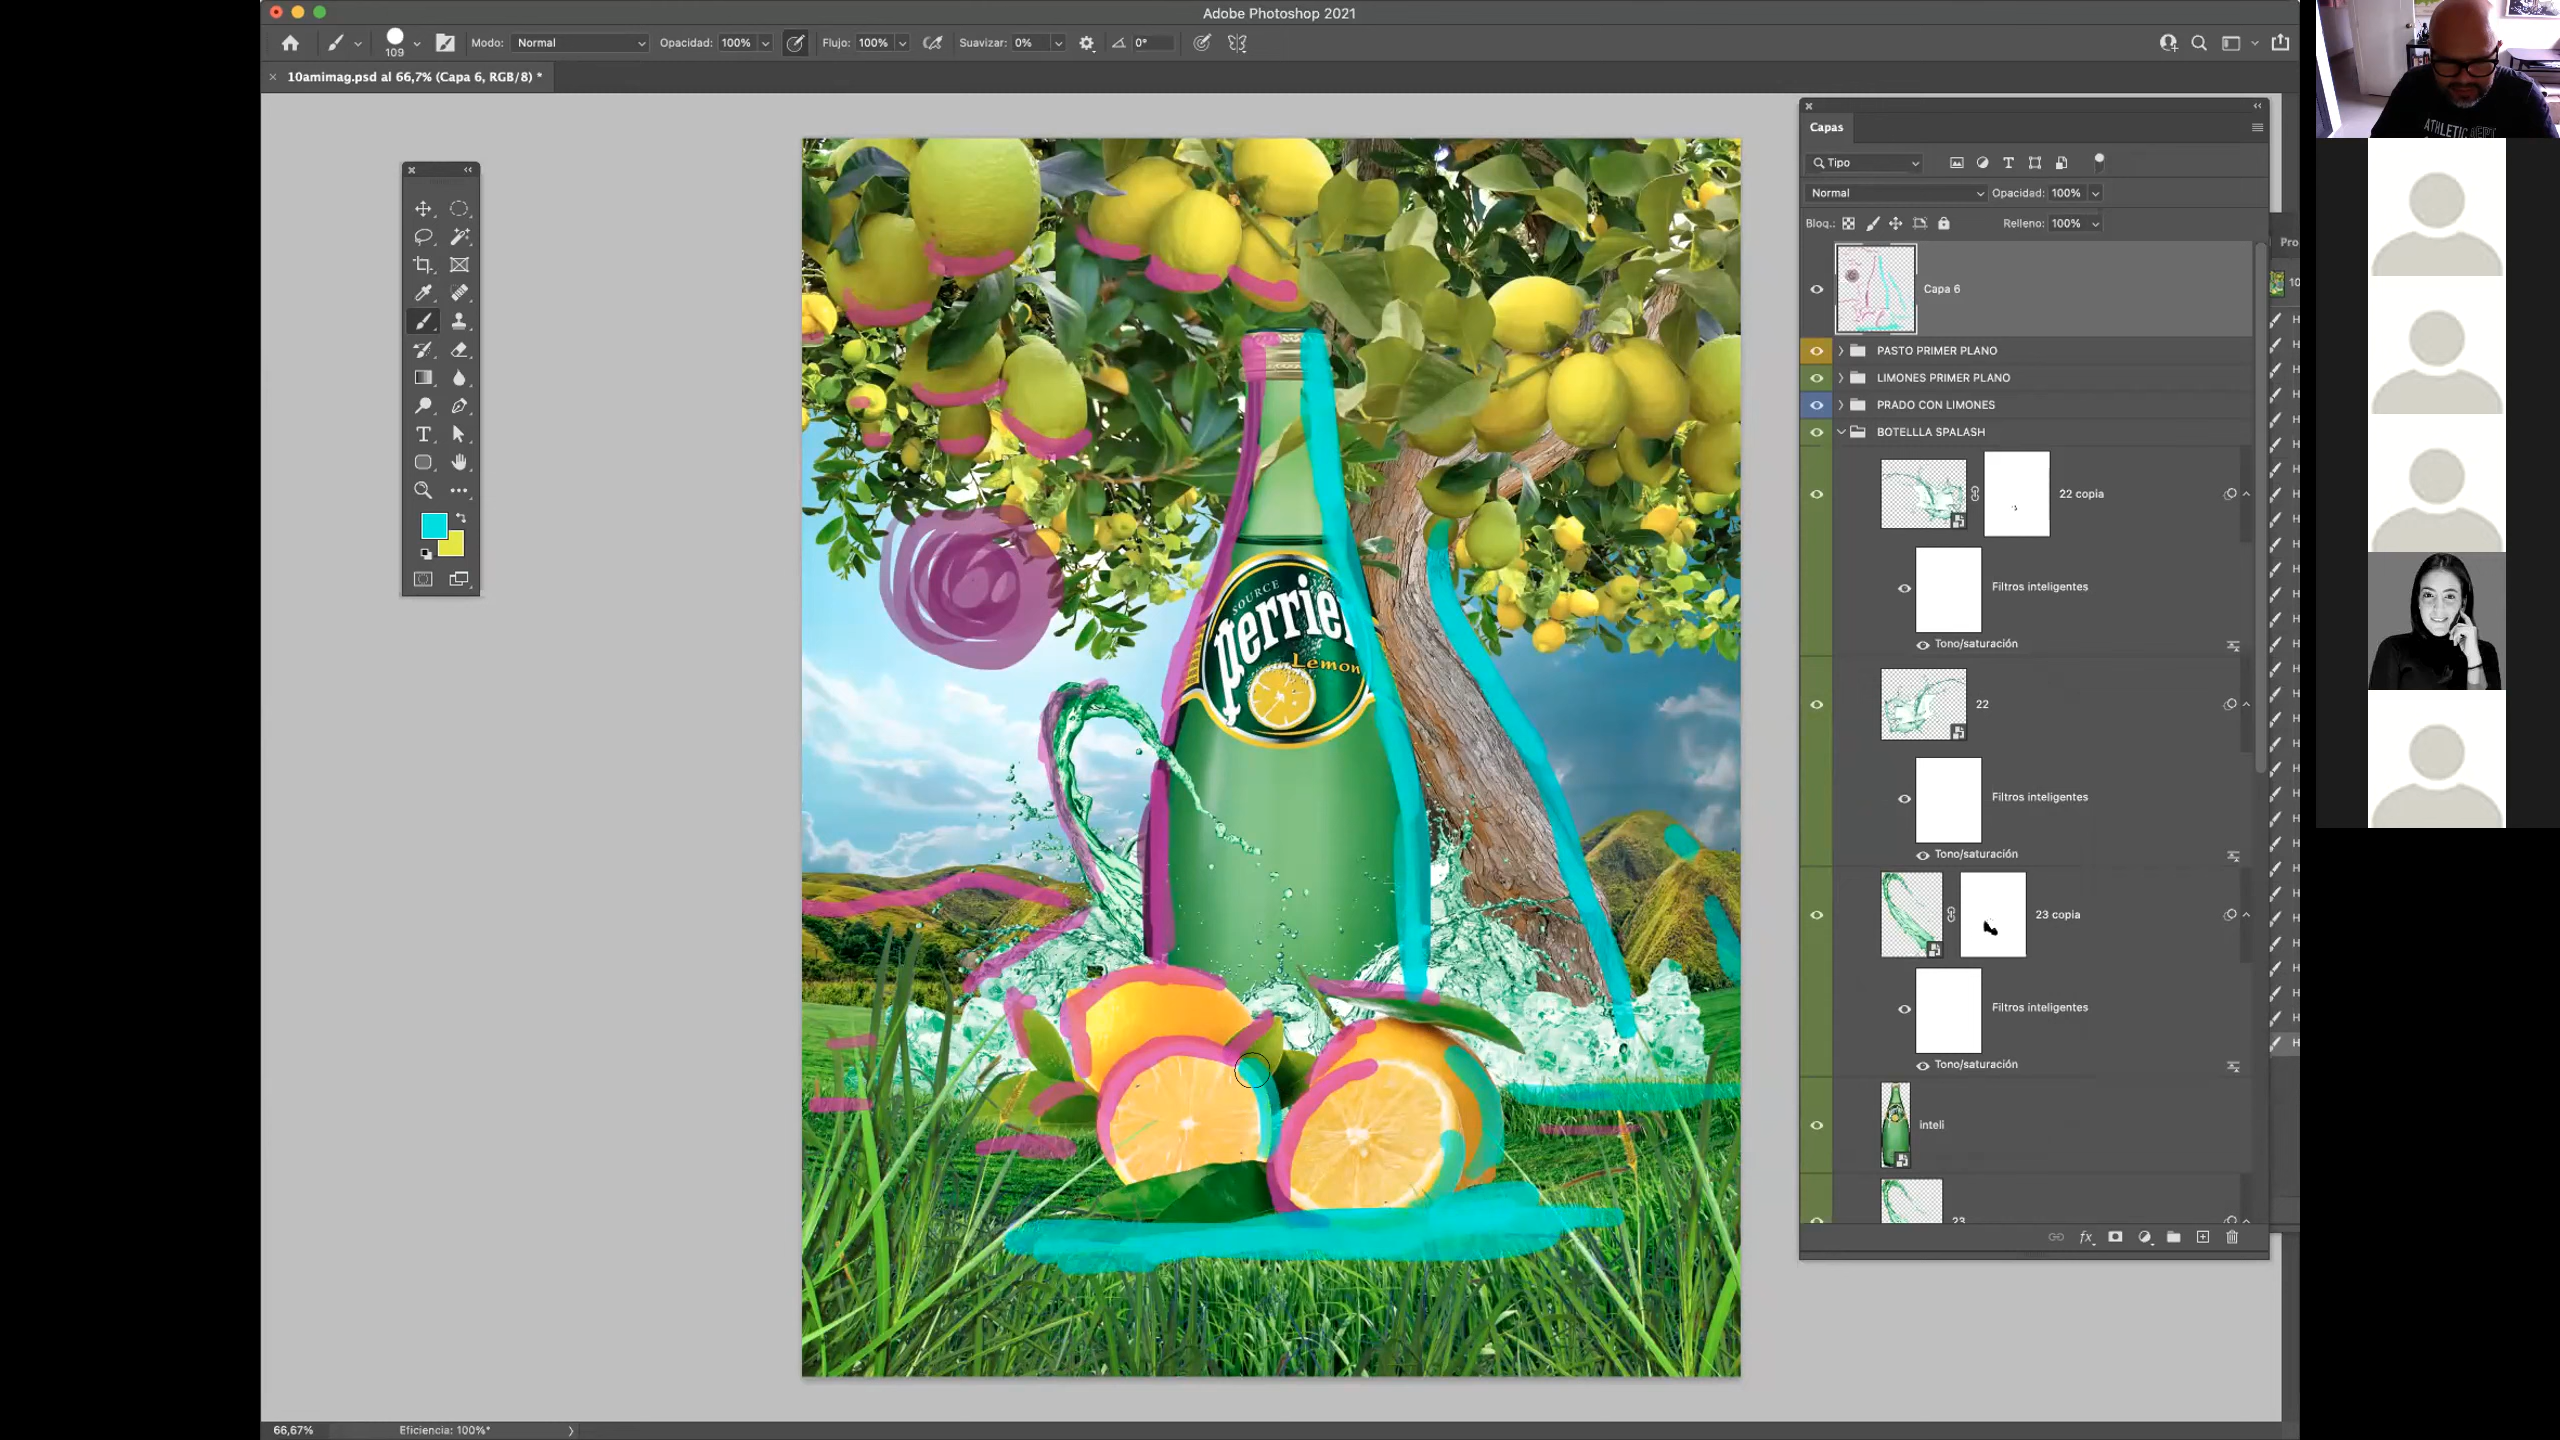 Adobe Photoshop 2021
109
Modo: Normal
Opacidad: 100%
Flujo: 100%
Suavizar: 0%
0°
10amimag.psd al 66,7% (Capa 6, RGB/8) *
Capas
Tipo
Normal
Opacidad: 100%
Bloq.:
Relleno: 100%
Pro
10
Capa 6
PASTO PRIMER PLANO
LIMONES PRIMER PLANO
PRADO CON LIMONES
BOTELLLA SPALASH
22 copia
Filtros inteligentes
Tono/saturación
22
Filtros inteligentes
Tono/saturación
23 copia
Filtros inteligentes
Tono/saturación
inteli
23
SOURCE
perrier
Lemon
66,67%
Eficiencia: 100%*